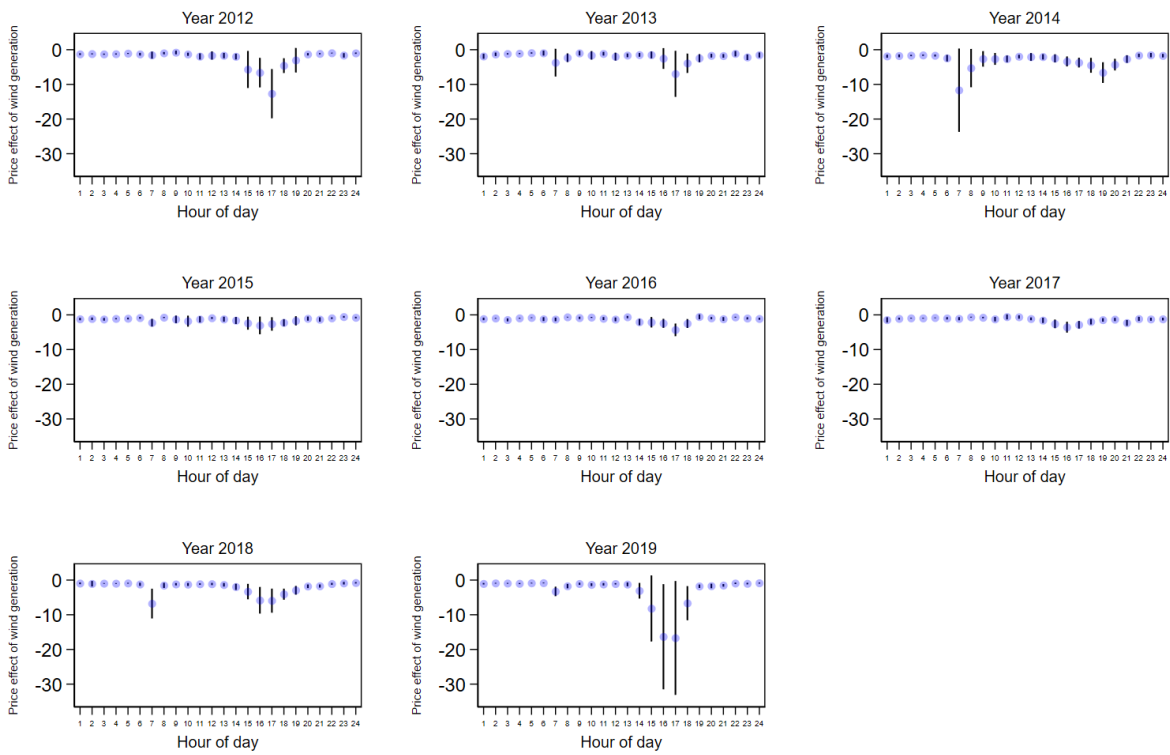 Year 2012
Price effect of wind generation
0
-10
-20
-30
1 2 3 4 5 6 7 8 9 10 11 12 13 14 15 16 17 18 19 20 21 22 23 24
Hour of day
Year 2013
Price effect of wind generation
0
-10
-20
-30
1 2 3 4 5 6 7 8 9 10 11 12 13 14 15 16 17 18 19 20 21 22 23 24
Hour of day
Year 2014
Price effect of wind generation
0
-10
-20
-30
1 2 3 4 5 6 7 8 9 10 11 12 13 14 15 16 17 18 19 20 21 22 23 24
Hour of day
Year 2015
Price effect of wind generation
0
-10
-20
-30
1 2 3 4 5 6 7 8 9 10 11 12 13 14 15 16 17 18 19 20 21 22 23 24
Hour of day
Year 2016
Price effect of wind generation
0
-10
-20
-30
1 2 3 4 5 6 7 8 9 10 11 12 13 14 15 16 17 18 19 20 21 22 23 24
Hour of day
Year 2017
Price effect of wind generation
0
-10
-20
-30
1 2 3 4 5 6 7 8 9 10 11 12 13 14 15 16 17 18 19 20 21 22 23 24
Hour of day
Year 2018
Price effect of wind generation
0
-10
-20
-30
1 2 3 4 5 6 7 8 9 10 11 12 13 14 15 16 17 18 19 20 21 22 23 24
Hour of day
Year 2019
Price effect of wind generation
0
-10
-20
-30
1 2 3 4 5 6 7 8 9 10 11 12 13 14 15 16 17 18 19 20 21 22 23 24
Hour of day